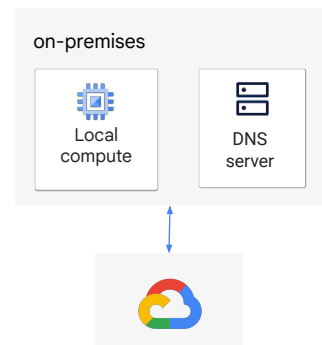 on-premises
Local
compute
DNS
server